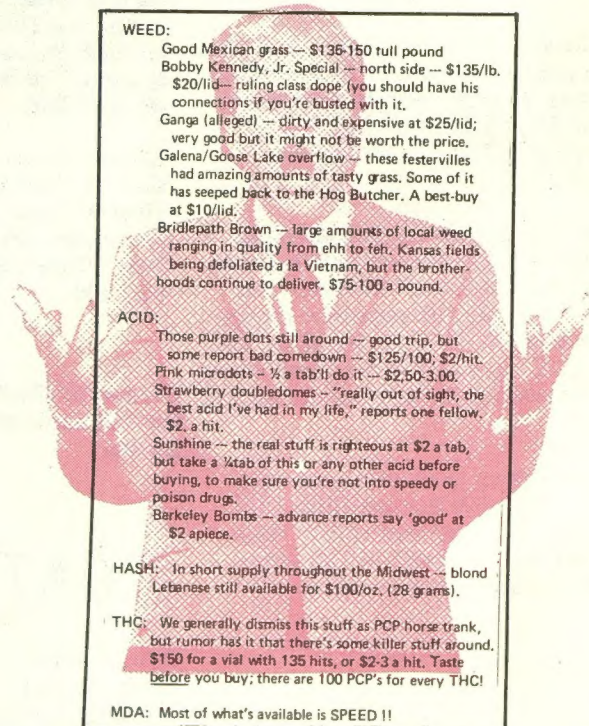 WEED:
Good Mexican grass --- $135-150 full pound
Bobby Kennedy, Jr. Special --- north side --- $135/lb.
$20/lid--- ruling class dope (you should have his
connections if you're busted with it.
Ganga (alleged) --- dirty and expensive at $25/lid;
very good but it might not be worth the price.
Galena/Goose Lake overflow --- these festervilles
had amazing amounts of tasty grass. Some of it
has seeped back to the Hog Butcher. A best-buy
at $10/lid.
Bridlepath Brown --- large amounts of local weed
ranging in quality from ehh to feh. Kansas fields
being defoliated a la Vietnam, but the brother-
hoods continue to deliver. $75-100 a pound.
ACID:
Those purple dots still around --- good trip, but
some report bad comedown --- $125/100; $2/hit.
Pink microdots -- ½ a tab'll do it --- $2,50-3.00.
Strawberry doubledomes -- "really out of sight, the
best acid I've had in my life," reports one fellow.
$2. a hit.
Sunshine --- the real stuff is righteous at $2 a tab,
but take a ¼tab of this or any other acid before
buying, to make sure you're not into speedy or
poison drugs.
Berkeley Bombs --- advance reports say 'good' at
$2 apiece.
HASH: In short supply throughout the Midwest --- blond
Lebanese still available for $100/oz. (28 grams).
THC: We generally dismiss this stuff as PCP horse trank,
but rumor has it that there's some killer stuff around.
$150 for a vial with 135 hits, or $2-3 a hit. Taste
before you buy; there are 100 PCP's for every THC!
MDA: Most of what's available is SPEED !!